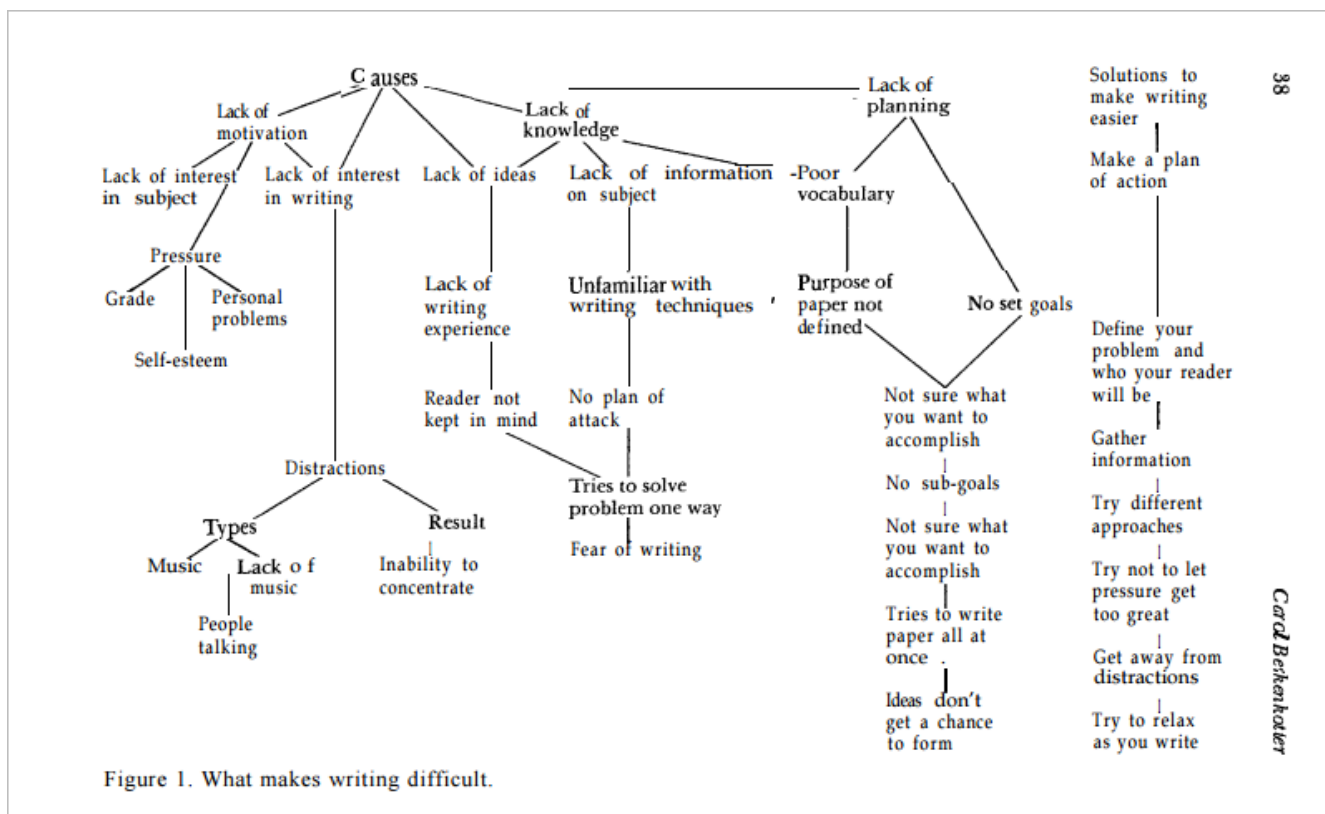 Causes
Lack of
motivation
Lack of interest
in subject
Lack of interest
in writing
Pressure
Grade
Personal
problems
Self-esteem
Distractions
Types
Music
Lack of
music
People
talking
Result
Inability to
concentrate
Lack of
knowledge
Lack of ideas
Lack of information
on subject
-Poor
vocabulary
Lack of
writing
experience
Unfamiliar with
writing techniques '
Reader not
kept in mind
No plan of
attack
Tries to solve
problem one way
Fear of writing
Lack of
planning
Purpose of
paper not
defined
No set goals
Not sure what
you want to
accomplish
No sub-goals
Not sure what
you want to
accomplish
Tries to write
paper all at
once .
Ideas don't
get a chance
to form
Solutions to
make writing
easier
Make a plan
of action
Define your
problem and
who your reader
will be
Gather
information
Try different
approaches
Try not to let
pressure get
too great
Get away from
distractions
Try to relax
as you write
38
Carol Berkenkotter
Figure 1. What makes writing difficult.